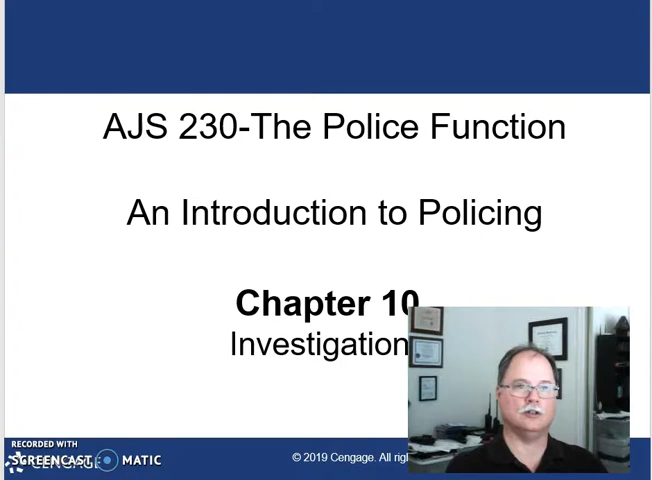 AJS 230-The Police Function
An Introduction to Policing
Chapter 10
Investigation
RECORDED WITH
SCREENCAST MATIC
CENGAGE
© 2019 Cengage. All